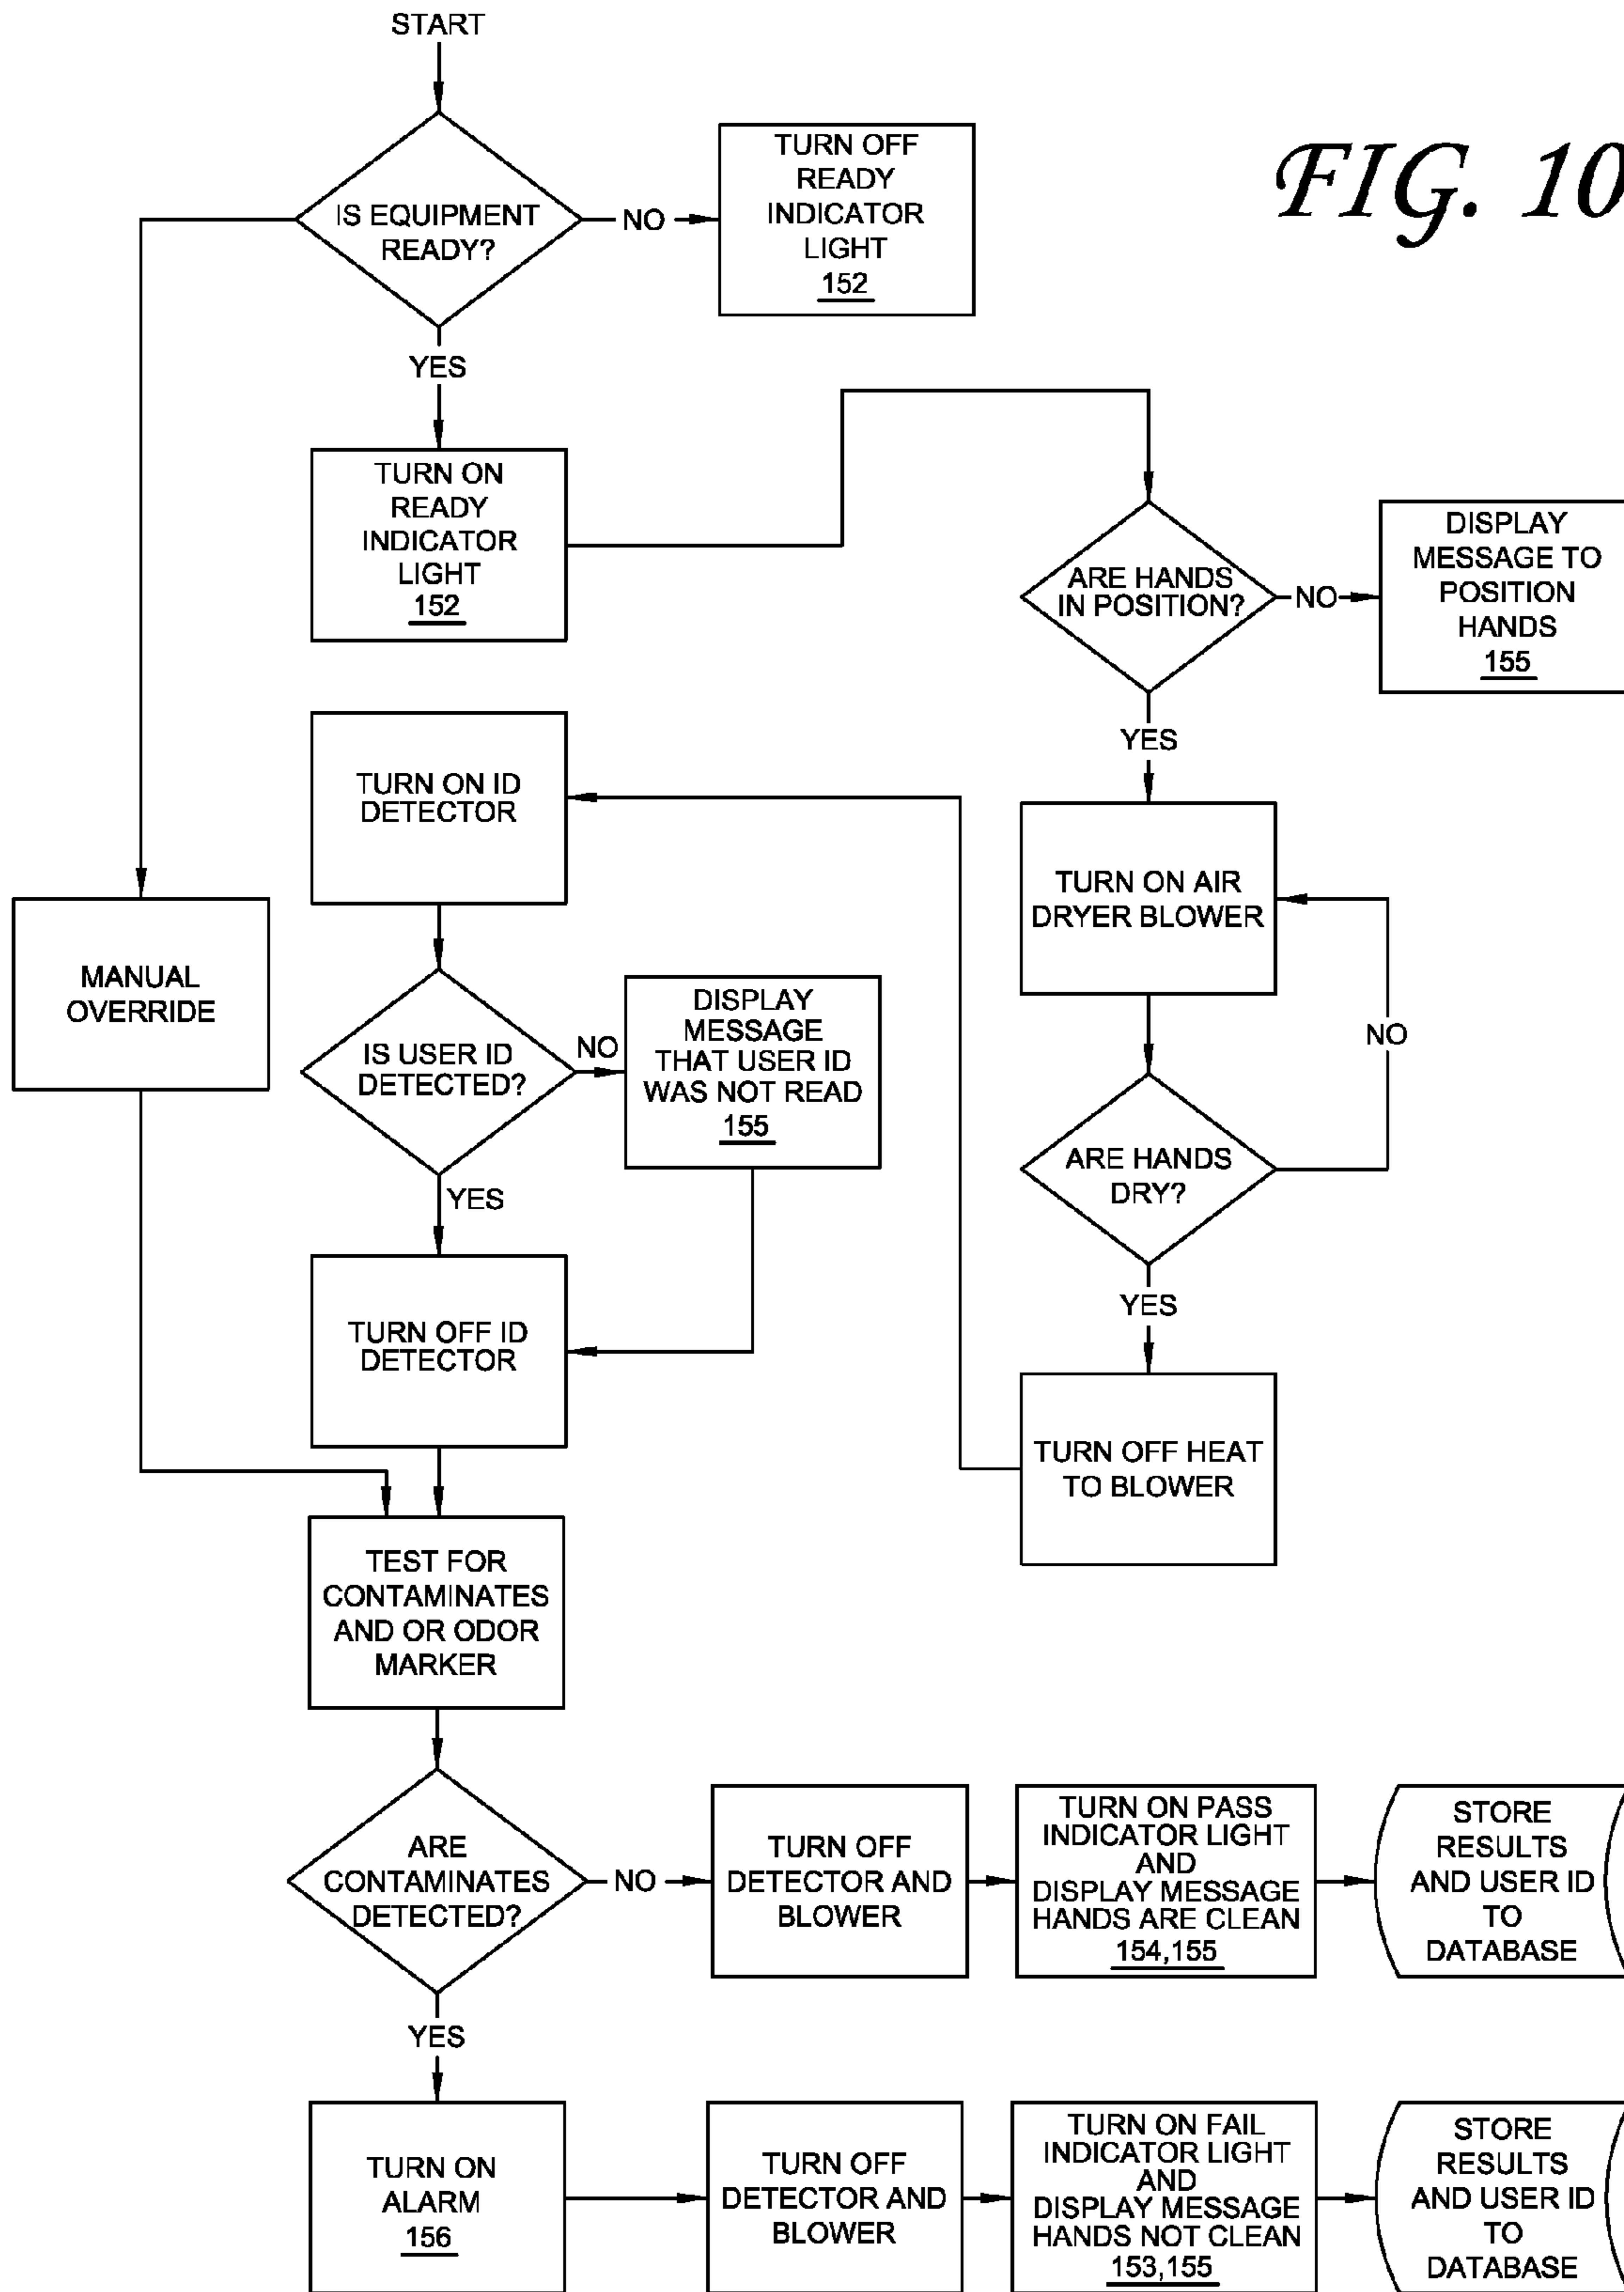 START
FIG. 10
IS EQUIPMENT
READY?
NO
TURN OFF
READY
INDICATOR
LIGHT
152
YES
TURN ON
READY
INDICATOR
LIGHT
152
ARE HANDS
IN POSITION?
NO
DISPLAY
MESSAGE TO
POSITION
HANDS
155
YES
TURN ON AIR
DRYER BLOWER
NO
ARE HANDS
DRY?
YES
TURN OFF HEAT
TO BLOWER
TURN ON ID
DETECTOR
MANUAL
OVERRIDE
IS USER ID
DETECTED?
NO
DISPLAY
MESSAGE
THAT USER ID
WAS NOT READ
155
YES
TURN OFF ID
DETECTOR
TEST FOR
CONTAMINATES
AND OR ODOR
MARKER
ARE
CONTAMINATES
DETECTED?
NO
TURN OFF
DETECTOR AND
BLOWER
TURN ON PASS
INDICATOR LIGHT
AND
DISPLAY MESSAGE
HANDS ARE CLEAN
154,155
STORE
RESULTS
AND USER ID
TO
DATABASE
YES
TURN ON
ALARM
156
TURN OFF
DETECTOR AND
BLOWER
TURN ON FAIL
INDICATOR LIGHT
AND
DISPLAY MESSAGE
HANDS NOT CLEAN
153,155
STORE
RESULTS
AND USER ID
TO
DATABASE